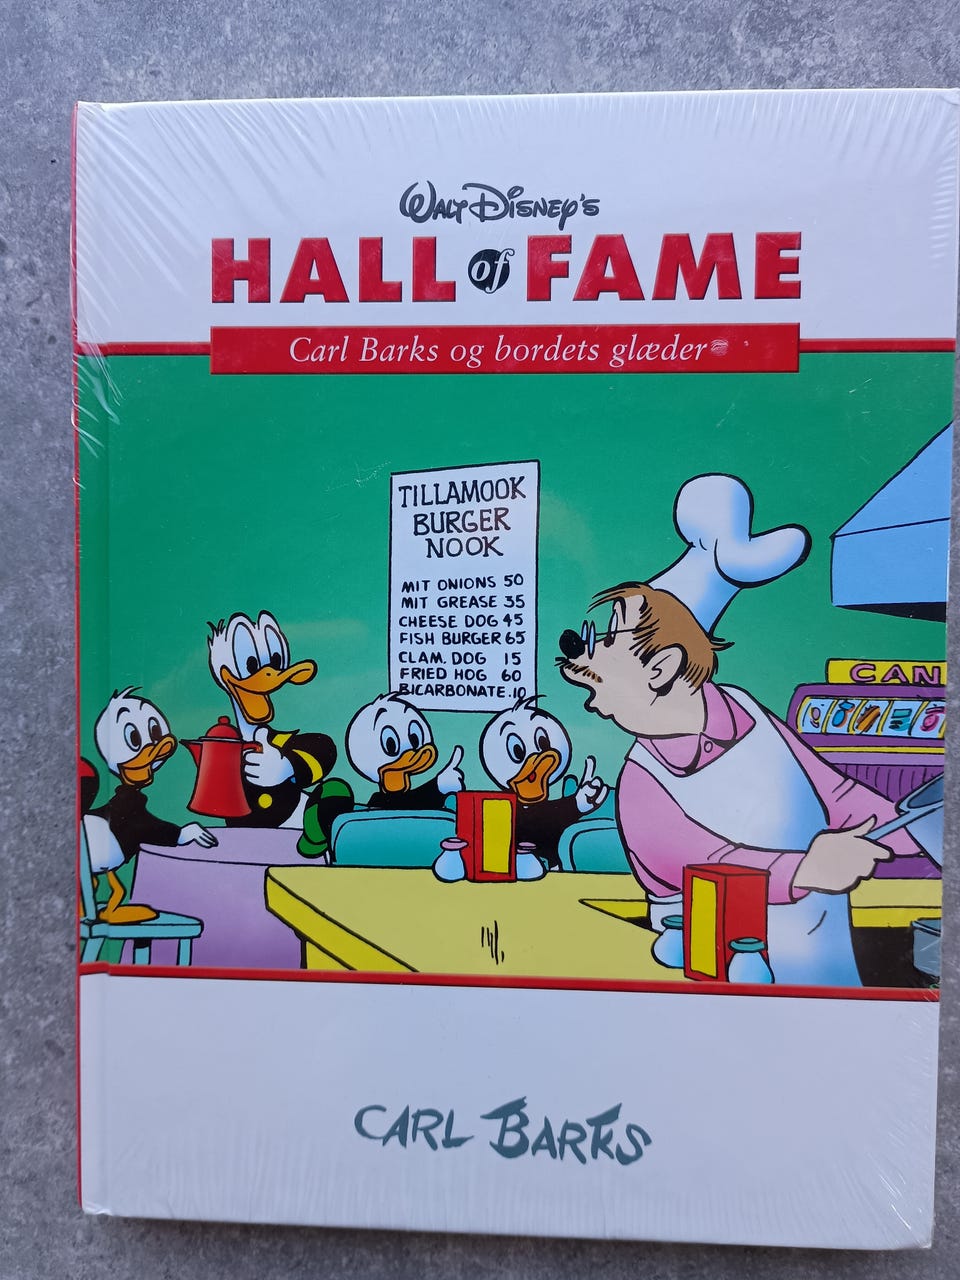 WALT DISNEY'S
HALL of FAME
Carl Barks og bordets glæder
TILLAMOOK
BURGER
NOOK
MIT ONIONS 50
MIT GREASE 35
CHEESE DOG 45
FISH BURGER 65
CLAM. DOG 15
FRIED HOG 60
BICARBONATE .10
CAN
CARL BARKS